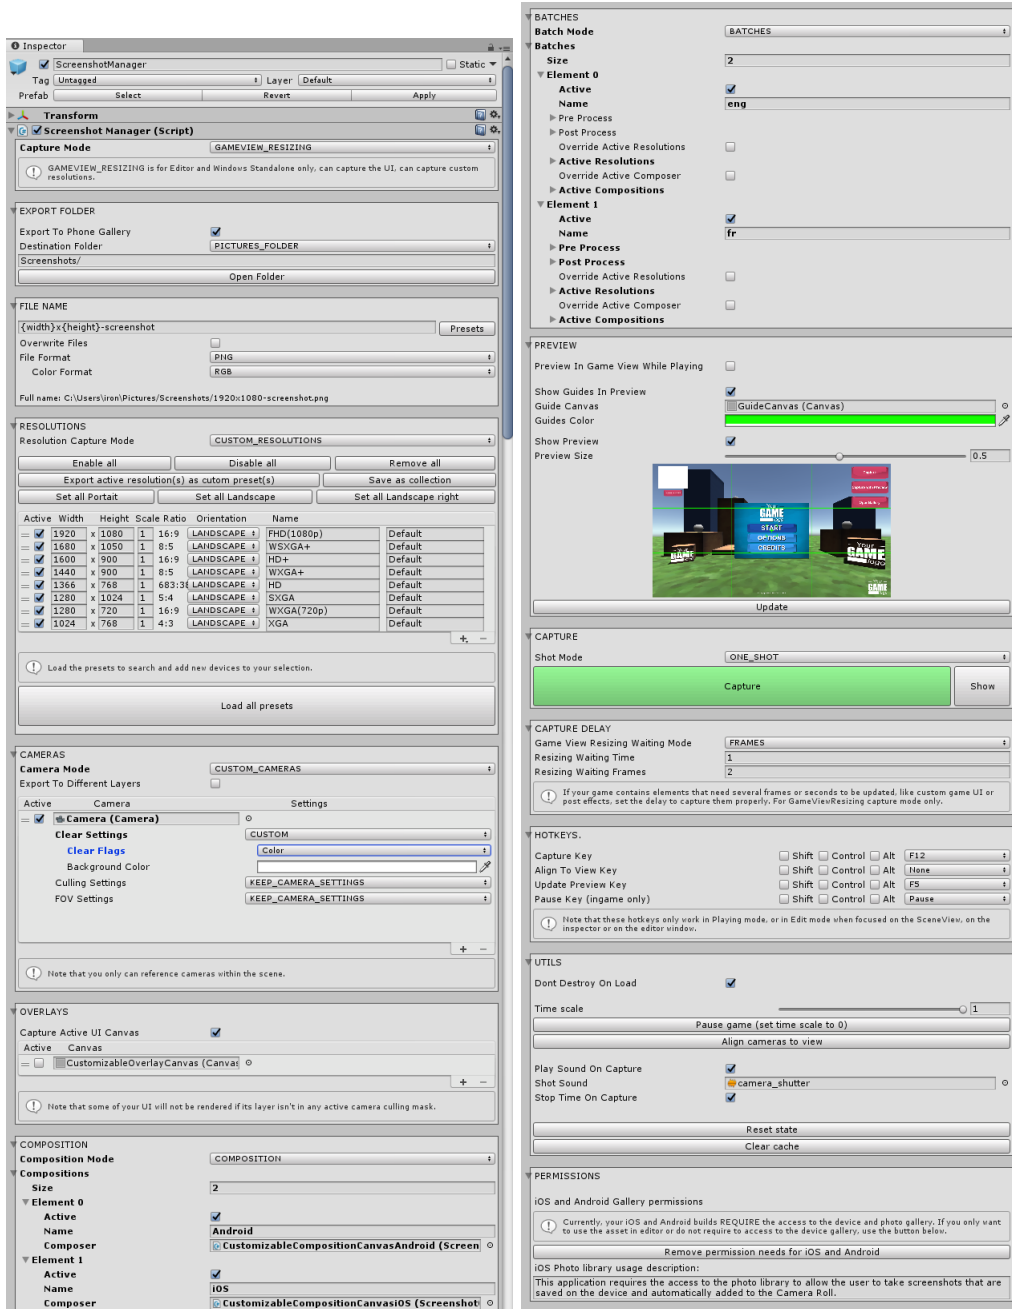 Inspector
ScreenshotManager
Static
Tag Untagged Layer Default
Prefab Select Revert Apply
Transform
Screenshot Manager (Script)
Capture Mode GAMEVIEW_RESIZING
GAMEVIEW_RESIZING is for Editor and Windows Standalone only, can capture the UI, can capture custom
resolutions.
EXPORT FOLDER
Export To Phone Gallery
Destination Folder PICTURES_FOLDER
Screenshots/
Open Folder
FILE NAME
{width}x{height}-screenshot Presets
Overwrite Files
File Format PNG
Color Format RGB
Full name: C:\Users\iron\Pictures/Screenshots/1920x1080-screenshot.png
RESOLUTIONS
Resolution Capture Mode CUSTOM_RESOLUTIONS
Enable all Disable all Remove all
Export active resolution(s) as cutom preset(s) Save as collection
Set all Portait Set all Landscape Set all Landscape right
Active Width Height Scale Ratio Orientation Name
1920 x 1080 1 16:9 LANDSCAPE FHD(1080p) Default
1680 x 1050 1 8:5 LANDSCAPE WSXGA+ Default
1600 x 900 1 16:9 LANDSCAPE HD+ Default
1440 x 900 1 8:5 LANDSCAPE WXGA+ Default
1366 x 768 1 683:38 LANDSCAPE HD Default
1280 x 1024 1 5:4 LANDSCAPE SXGA Default
1280 x 720 1 16:9 LANDSCAPE WXGA(720p) Default
1024 x 768 1 4:3 LANDSCAPE XGA Default
Load the presets to search and add new devices to your selection.
Load all presets
CAMERAS
Camera Mode CUSTOM_CAMERAS
Export To Different Layers
Active Camera Settings
Camera (Camera)
Clear Settings CUSTOM
Clear Flags Color
Background Color
Culling Settings KEEP_CAMERA_SETTINGS
FOV Settings KEEP_CAMERA_SETTINGS
Note that you only can reference cameras within the scene.
OVERLAYS
Capture Active UI Canvas
Active Canvas
CustomizableOverlayCanvas (Canvas
Note that some of your UI will not be rendered if its layer isn't in any active camera culling mask.
COMPOSITION
Composition Mode COMPOSITION
Compositions
Size 2
Element 0
Active
Name Android
Composer CustomizableCompositionCanvasAndroid (Screen
Element 1
Active
Name iOS
Composer CustomizableCompositionCanvasiOS (Screenshot
BATCHES
Batch Mode BATCHES
Batches
Size 2
Element 0
Active
Name eng
Pre Process
Post Process
Override Active Resolutions
Active Resolutions
Override Active Composer
Active Compositions
Element 1
Active
Name fr
Pre Process
Post Process
Override Active Resolutions
Active Resolutions
Override Active Composer
Active Compositions
PREVIEW
Preview In Game View While Playing
Show Guides In Preview
Guide Canvas GuideCanvas (Canvas)
Guides Color
Show Preview
Preview Size 0.5
Your
GAME
START
OPTIONS
CREDITS
Your
GAME
logo
GAME
Update
CAPTURE
Shot Mode ONE_SHOT
Capture Show
CAPTURE DELAY
Game View Resizing Waiting Mode FRAMES
Resizing Waiting Time 1
Resizing Waiting Frames 2
If your game contains elements that need several frames or seconds to be updated, like custom game UI or
post effects, set the delay to capture them properly. For GameViewResizing capture mode only.
HOTKEYS.
Capture Key Shift Control Alt F12
Align To View Key Shift Control Alt None
Update Preview Key Shift Control Alt F5
Pause Key (ingame only) Shift Control Alt Pause
Note that these hotkeys only work in Playing mode, or in Edit mode when focused on the SceneView, on the
inspector or on the editor window.
UTILS
Dont Destroy On Load
Time scale 1
Pause game (set time scale to 0)
Align cameras to view
Play Sound On Capture
Shot Sound camera_shutter
Stop Time On Capture
Reset state
Clear cache
PERMISSIONS
iOS and Android Gallery permissions
Currently, your iOS and Android builds REQUIRE the access to the device and photo gallery. If you only want
to use the asset in editor or do not require to access to the device gallery, use the button below.
Remove permission needs for iOS and Android
iOS Photo library usage description:
This application requires the access to the photo library to allow the user to take screenshots that are
saved on the device and automatically added to the Camera Roll.